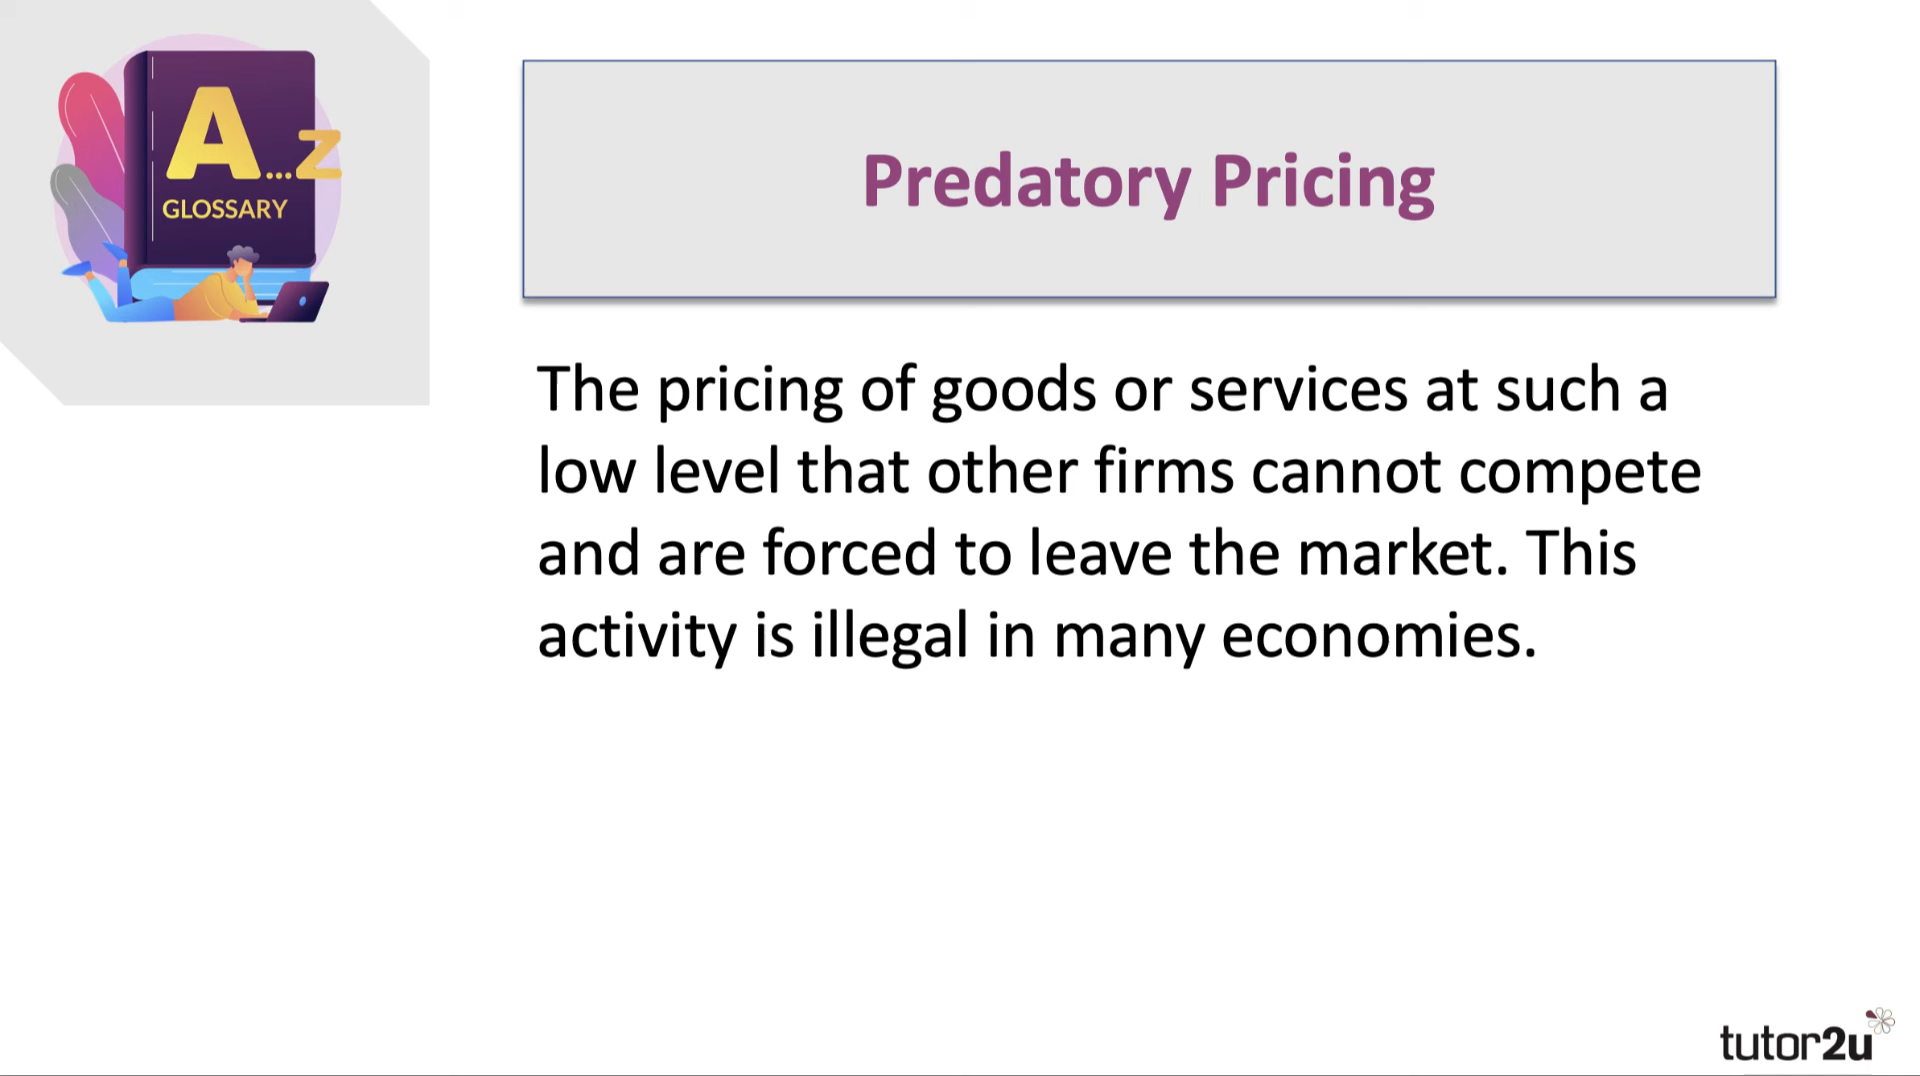 A...Z
GLOSSARY
Predatory Pricing
The pricing of goods or services at such a
low level that other firms cannot compete
and are forced to leave the market. This
activity is illegal in many economies.
tutor2u